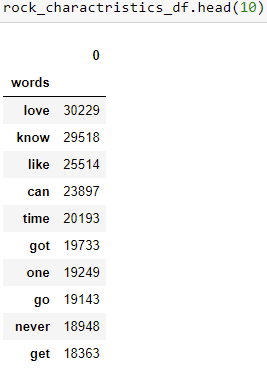 rock_charactristics_df.head(10)
0
words
love 30229
know 29518
like 25514
can 23897
time 20193
got 19733
one 19249
go 19143
never 18948
get 18363